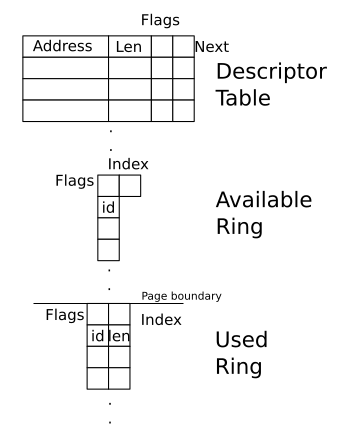 Flags
Address Len Next
Descriptor
Table
Index
Flags
id
Available
Ring
Page boundary
Flags Index
id len
Used
Ring